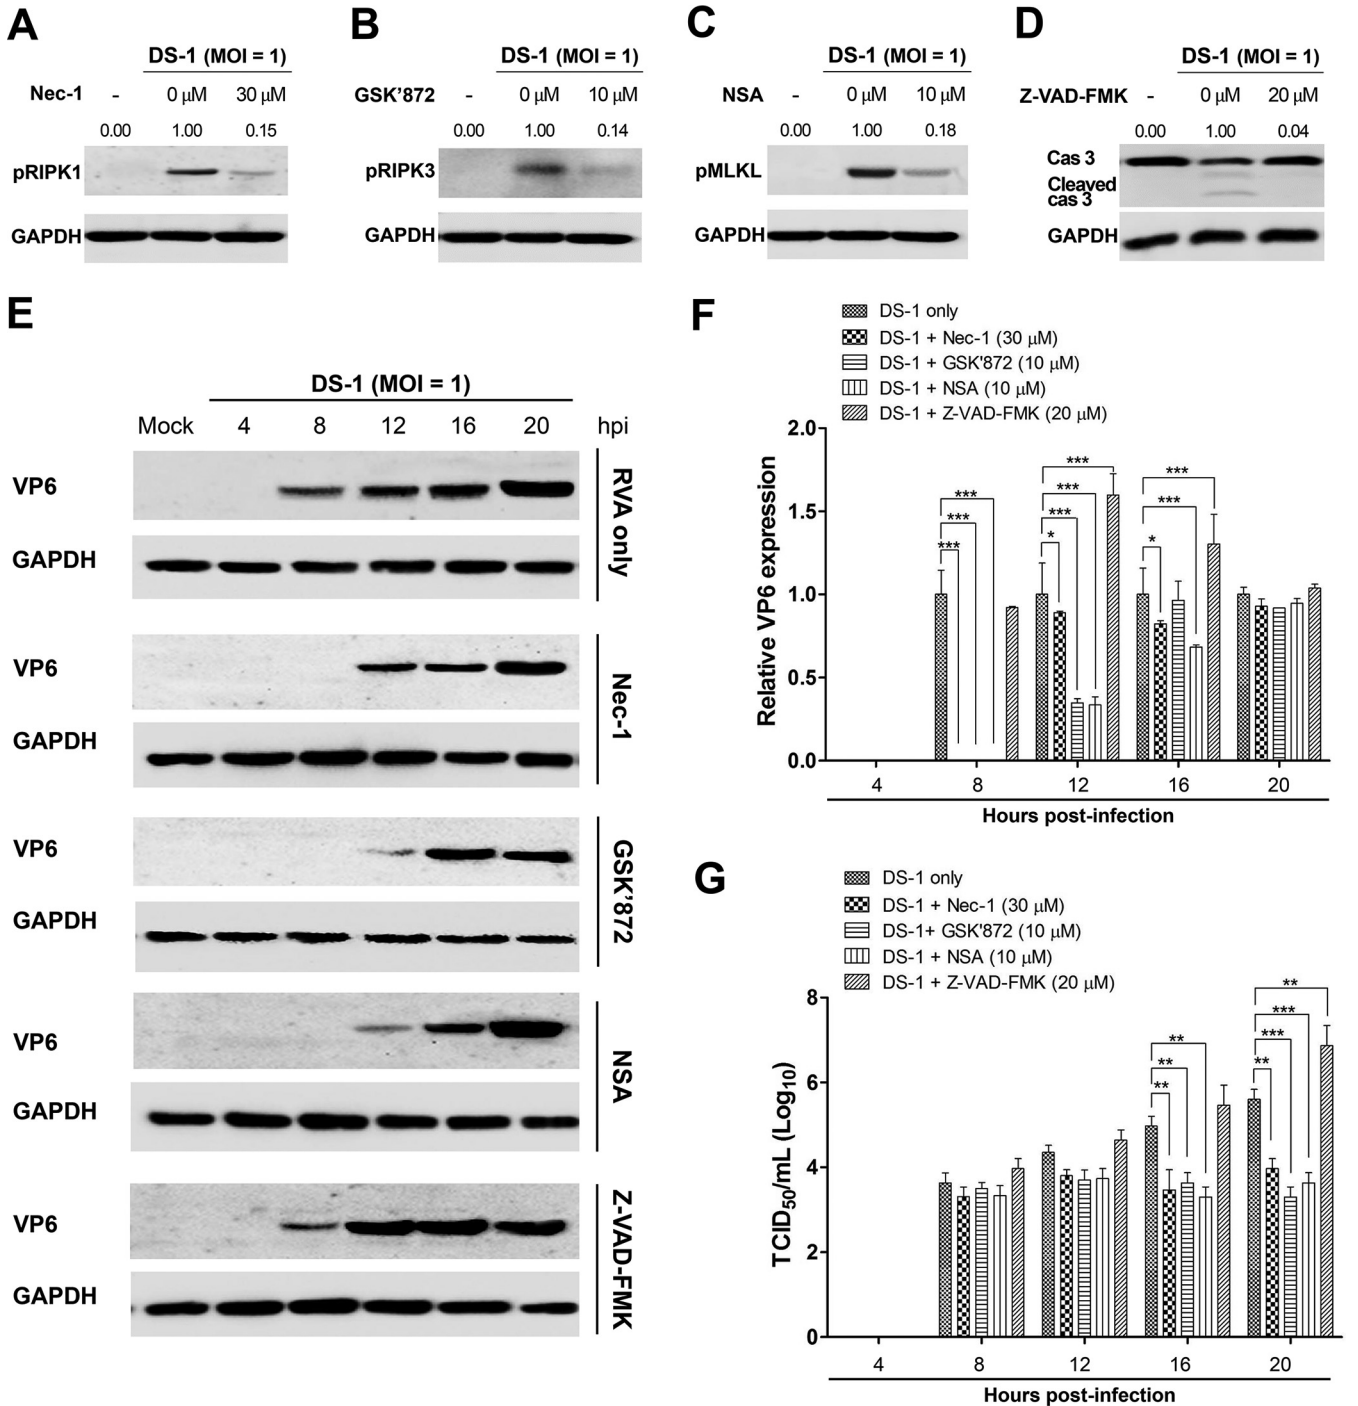 A
DS-1 (MOI = 1)
Nec-1 - 0 μM 30 μM
0.00 1.00 0.15
pRIPK1
GAPDH
B
DS-1 (MOI = 1)
GSK'872 - 0 μM 10 μM
0.00 1.00 0.14
pRIPK3
GAPDH
C
DS-1 (MOI = 1)
NSA - 0 μM 10 μM
0.00 1.00 0.18
pMLKL
GAPDH
D
DS-1 (MOI = 1)
Z-VAD-FMK - 0 μM 20 μM
0.00 1.00 0.04
Cas 3
Cleaved
cas 3
GAPDH
E
DS-1 (MOI = 1)
Mock 4 8 12 16 20 hpi
VP6
GAPDH
RVA only
VP6
GAPDH
Nec-1
VP6
GAPDH
GSK'872
VP6
GAPDH
NSA
VP6
GAPDH
Z-VAD-FMK
F
DS-1 only
DS-1 + Nec-1 (30 μM)
DS-1 + GSK'872 (10 μM)
DS-1 + NSA (10 μM)
DS-1 + Z-VAD-FMK (20 μM)
Relative VP6 expression
2.0
1.5
1.0
0.5
0.0
***
***
***
***
***
***
*
***
***
*
4 8 12 16 20
Hours post-infection
G
DS-1 only
DS-1 + Nec-1 (30 μM)
DS-1+ GSK'872 (10 μM)
DS-1 + NSA (10 μM)
DS-1 + Z-VAD-FMK (20 μM)
TCID50/mL (Log10)
8
6
4
2
0
**
**
**
**
***
***
**
4 8 12 16 20
Hours post-infection